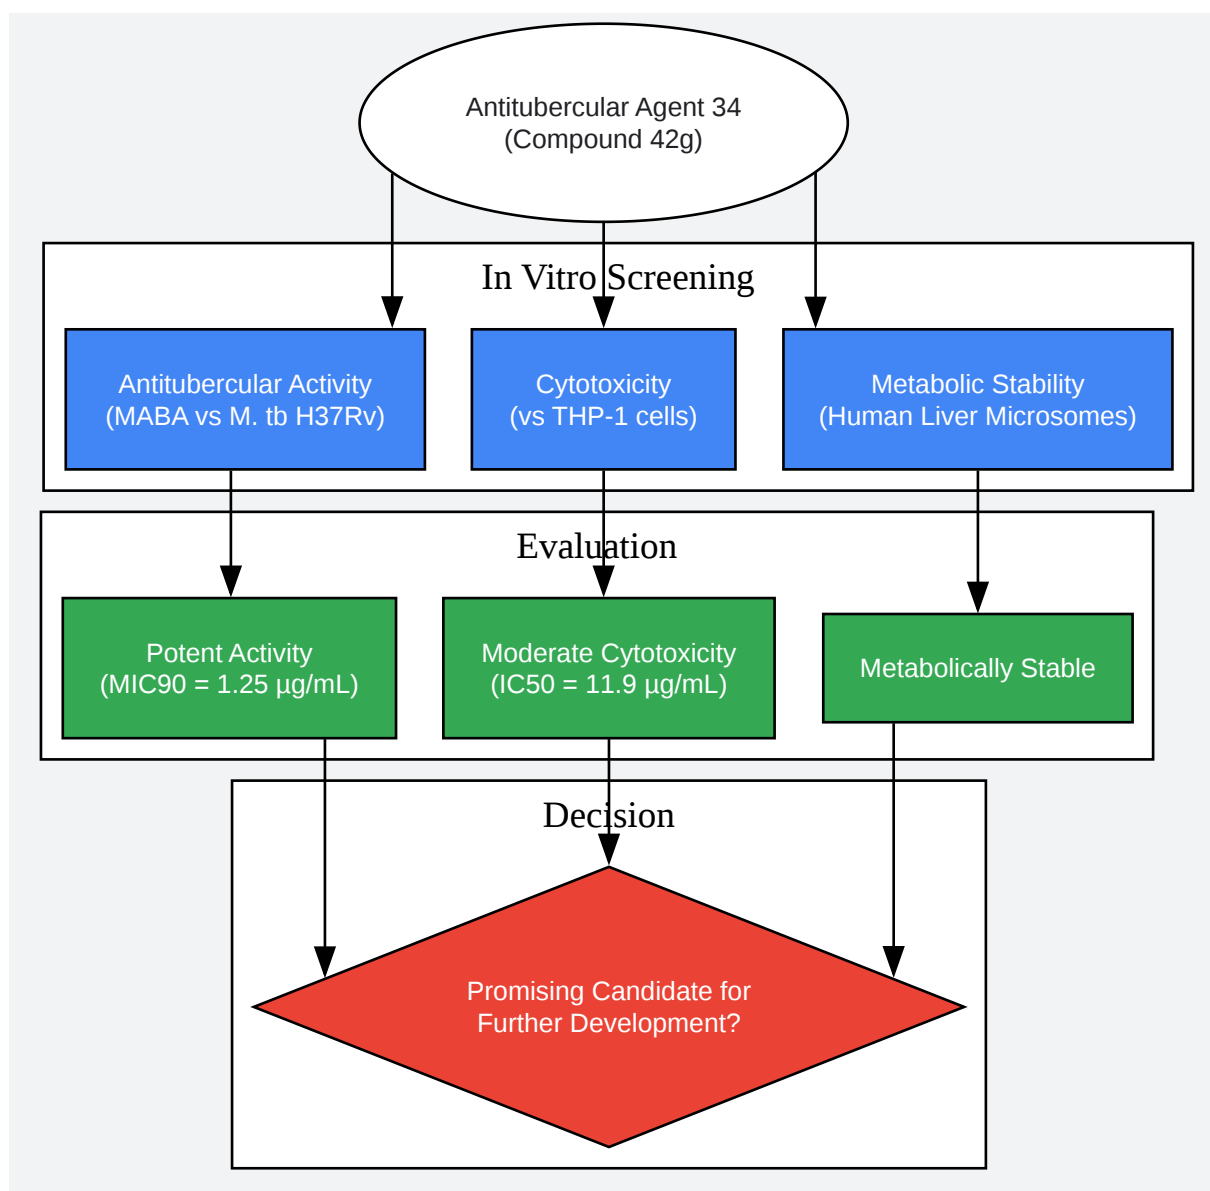 Antitubercular Agent 34
(Compound 42g)
In Vitro Screening
Antitubercular Activity
(MABA vs M. tb H37Rv)
Cytotoxicity
(vs THP-1 cells)
Metabolic Stability
(Human Liver Microsomes)
Evaluation
Potent Activity
(MIC90 = 1.25 µg/mL)
Moderate Cytotoxicity
(IC50 = 11.9 µg/mL)
Metabolically Stable
Decision
Promising Candidate for
Further Development?